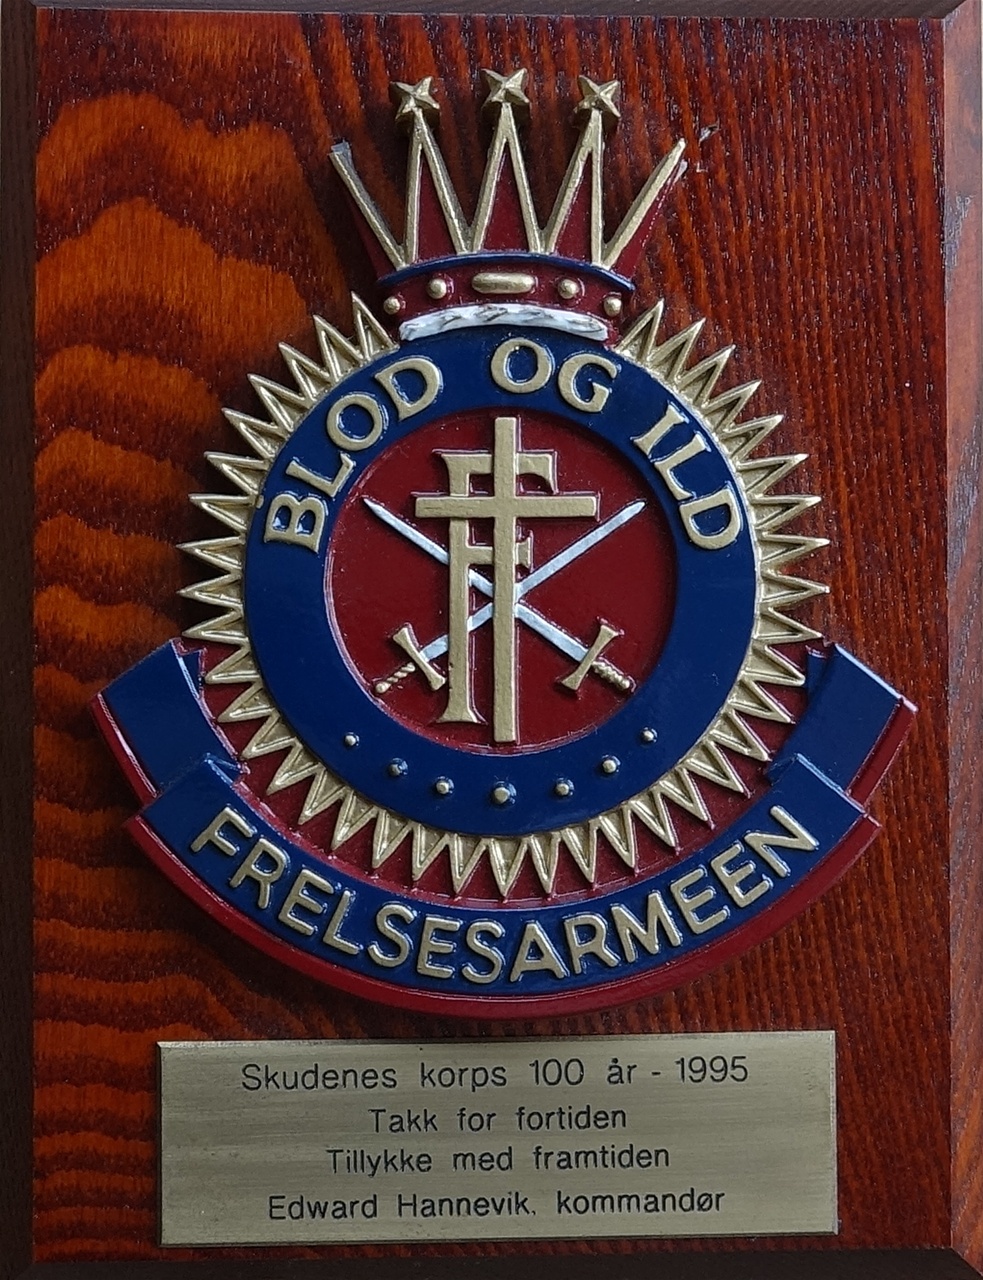 BLOD OG ILD
FRELSESARMEEN
Skudenes korps 100 år - 1995
Takk for fortiden
Tillykke med framtiden
Edward Hannevik, kommandør